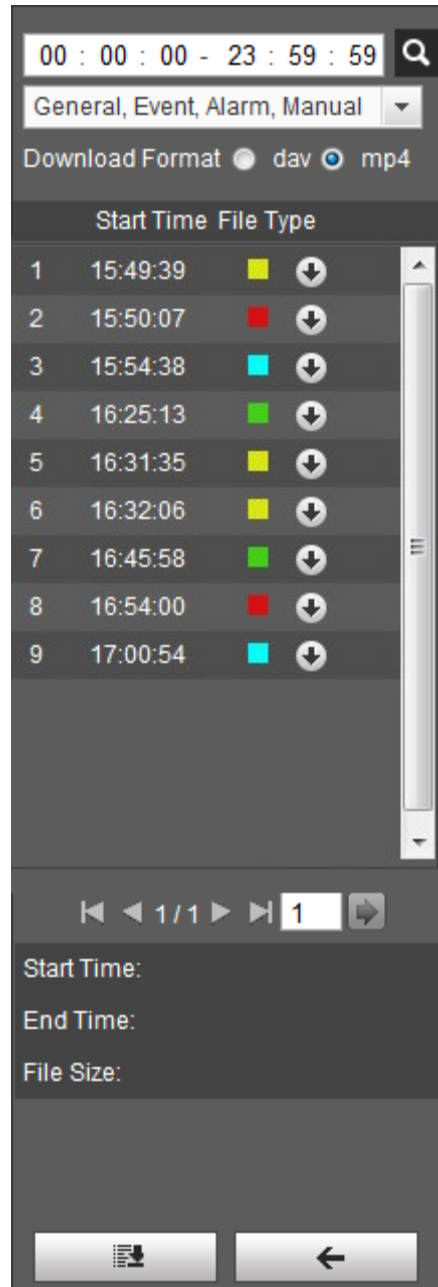 00 : 00 : 00 - 23 : 59 : 59
General, Event, Alarm, Manual
Download Format dav mp4
Start Time File Type
1 15:49:39
2 15:50:07
3 15:54:38
4 16:25:13
5 16:31:35
6 16:32:06
7 16:45:58
8 16:54:00
9 17:00:54
1 / 1 1
Start Time:
End Time:
File Size: